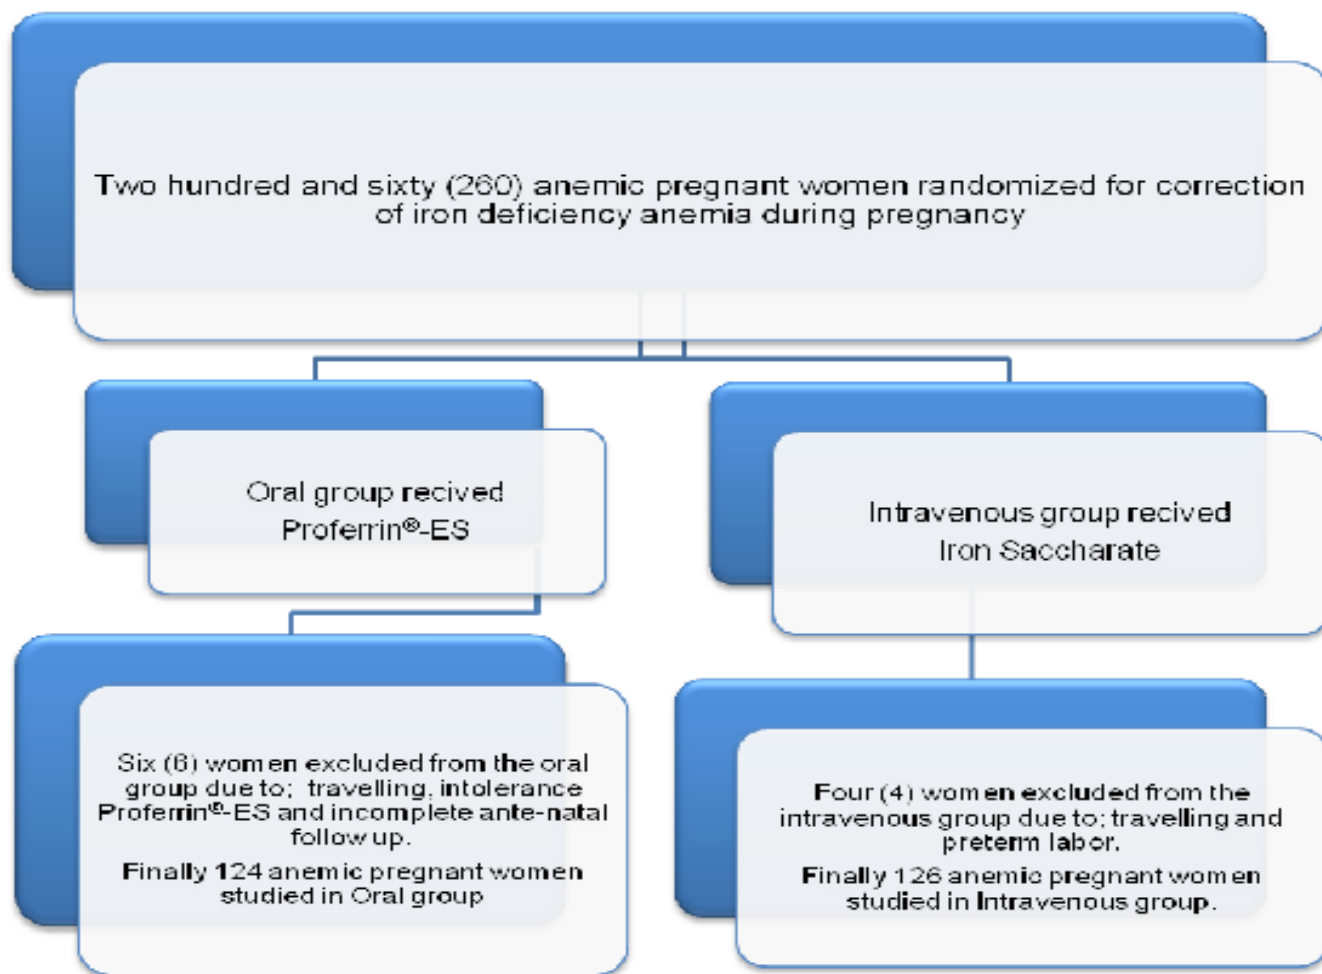 Two hundred and sixty (260) anemic pregnant women randomized for correction
of iron deficiency anemia during pregnancy
Oral group recived
Proferrin®-ES
Intravenous group recived
Iron Saccharate
Six (6) women excluded from the oral
group due to; travelling, intolerance
Proferrin®-ES and incomplete ante-natal
follow up.
Finally 124 anemic pregnant women
studied in Oral group
Four (4) women excluded from the
intravenous group due to; travelling and
preterm labor.
Finally 126 anemic pregnant women
studied in Intravenous group.